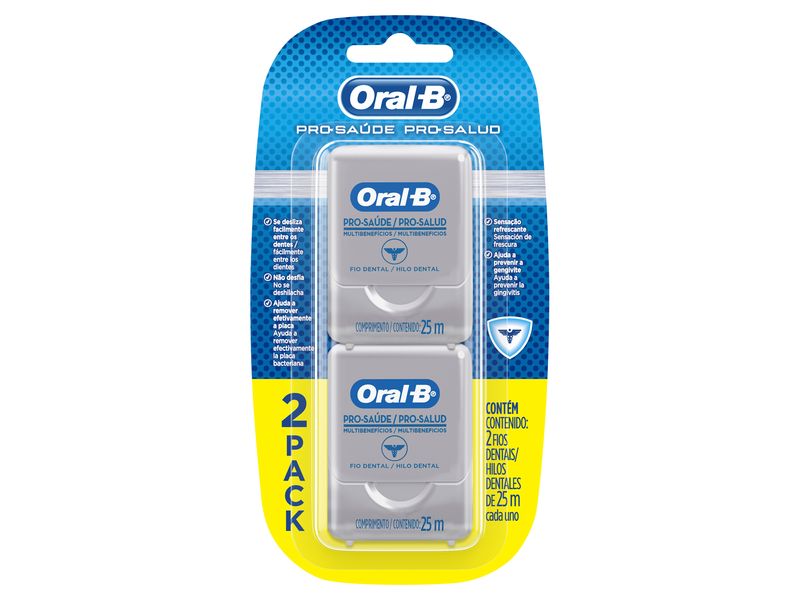 Oral-B®
PRO-SAÚDE PRO-SALUD
Se desliza
facilmente
entre os
dentes /
fácilmente
entre los
dientes
Não desfia
No se
deshilacha
Ajuda a
remover
efetivamente
a placa
Ayuda a
remover
efectivamente
la placa
bacteriana
Oral-B®
PRO-SAÚDE / PRO-SALUD
MULTIBENEFÍCIOS / MULTIBENEFICIOS
FIO DENTAL / HILO DENTAL
COMPRIMENTO / CONTENIDO: 25 m
Sensação
refrescante
Sensación de
frescura
Ajuda a
prevenir a
gengivite
Ayuda a
prevenir la
gingivitis
Oral-B®
PRO-SAÚDE / PRO-SALUD
MULTIBENEFÍCIOS / MULTIBENEFICIOS
FIO DENTAL / HILO DENTAL
COMPRIMENTO / CONTENIDO: 25 m
2
PACK
CONTÉM
CONTENIDO:
2 FIOS
DENTAIS/
HILOS
DENTALES
DE 25 m
cada uno